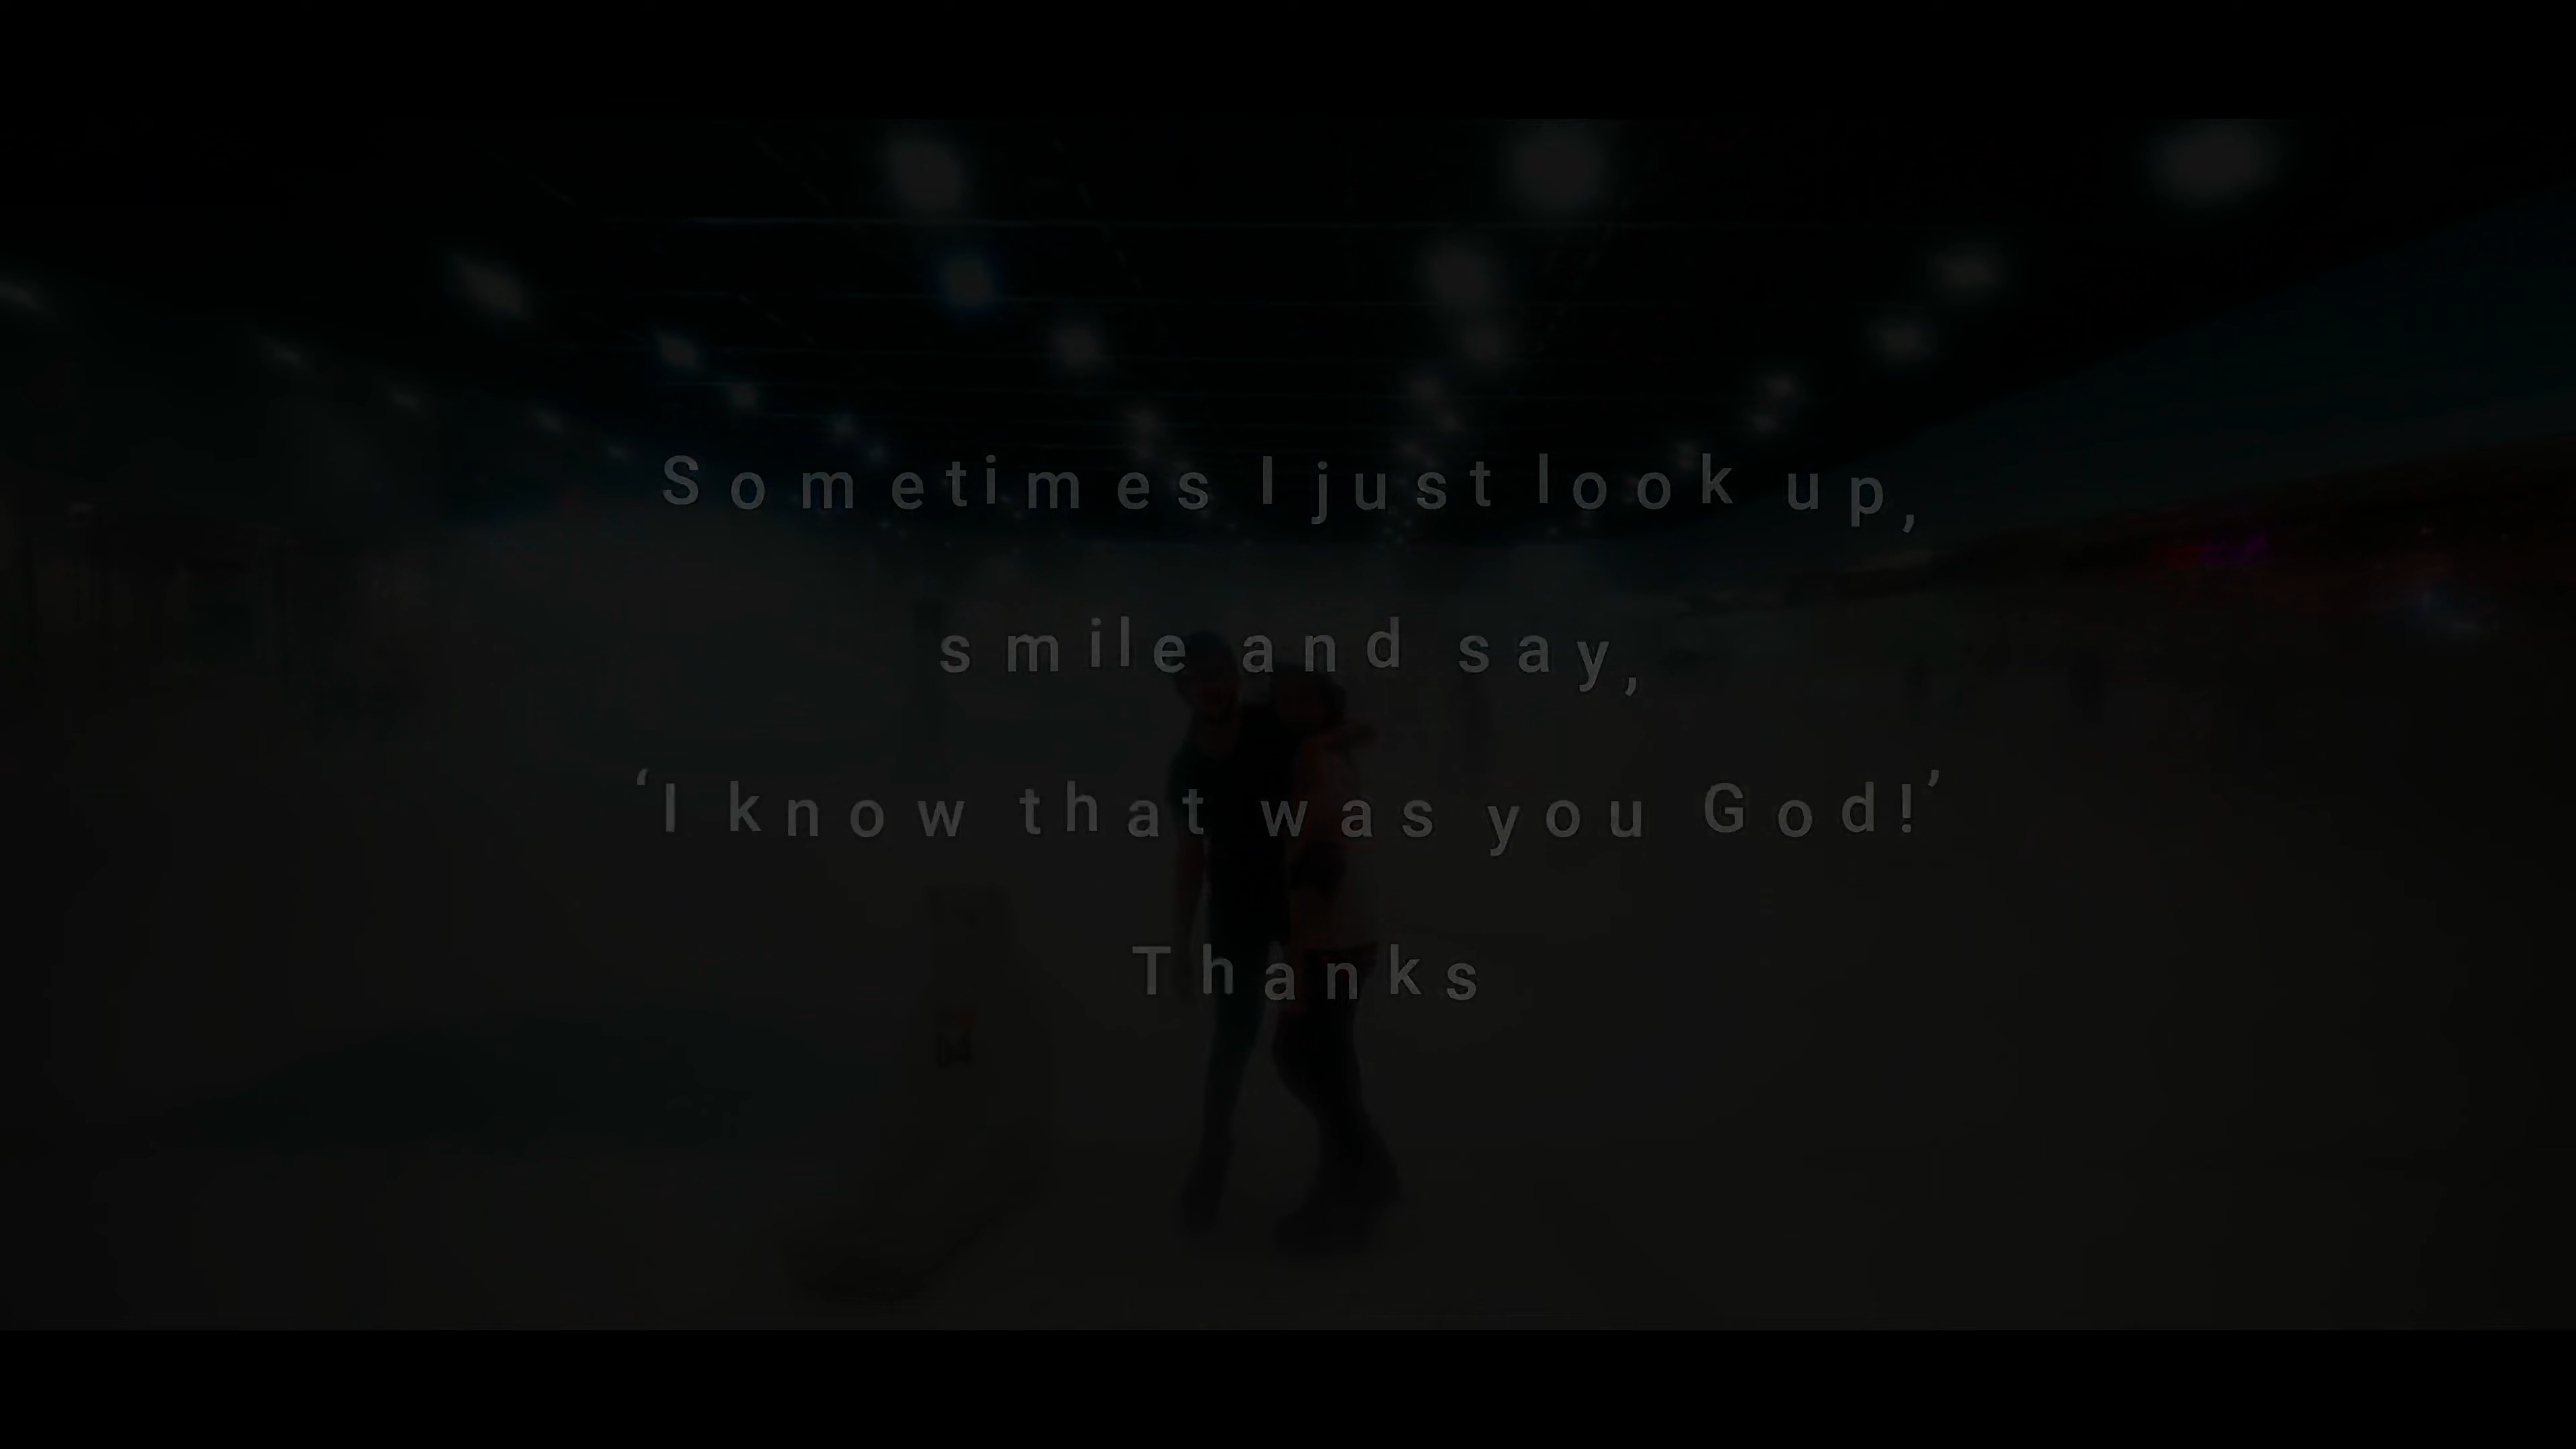 Sometimes I just look up,
smile and say,
‘I know that was you God!’
Thanks